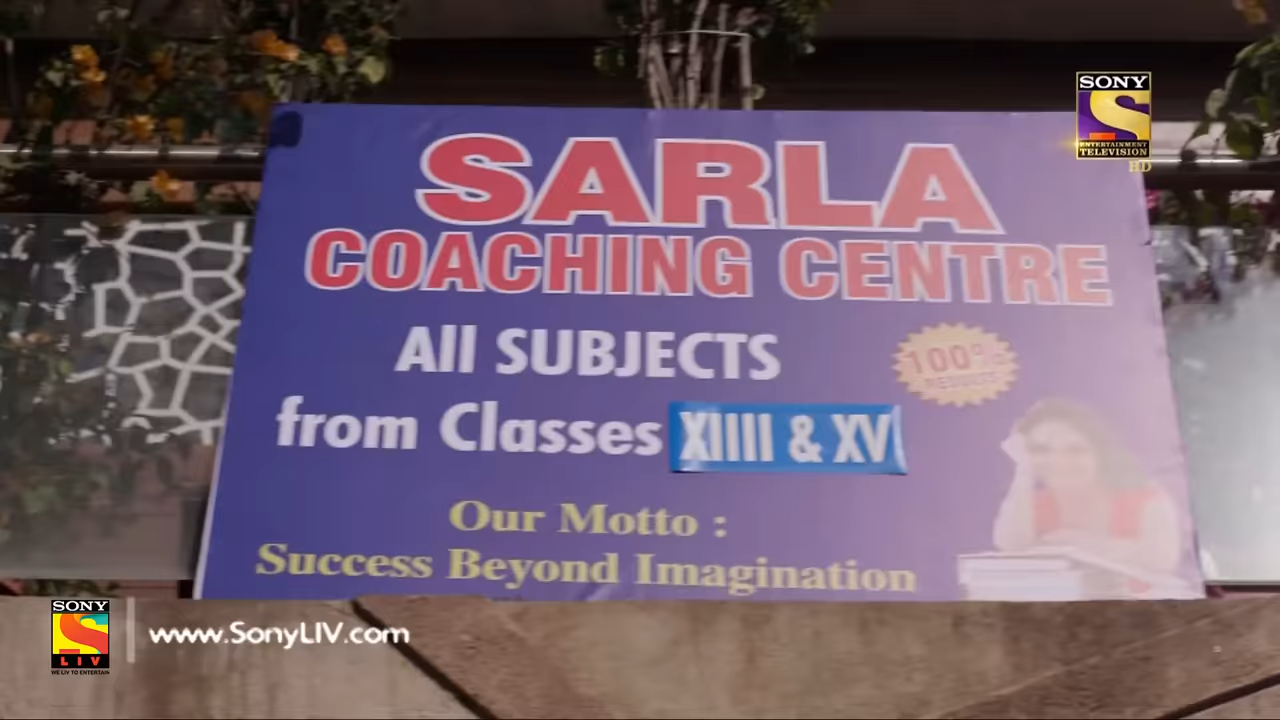 SONY
ENTERTAINMENT
TELEVISION
HD
SARLA
COACHING CENTRE
All SUBJECTS
100%
from Classes XIIII & XV
Our Motto :
Success Beyond Imagination
SONY
LIV
WE LIV TO ENTERTAIN
www.SonyLIV.com